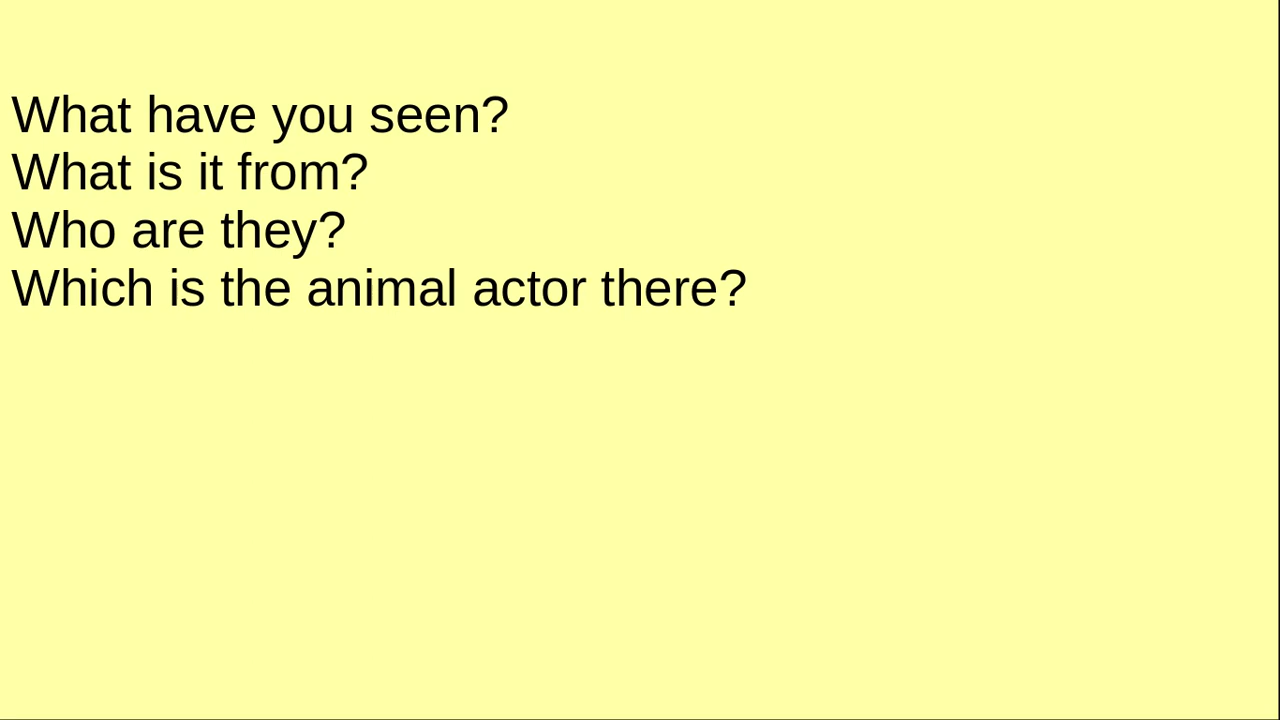 What have you seen?
What is it from?
Who are they?
Which is the animal actor there?